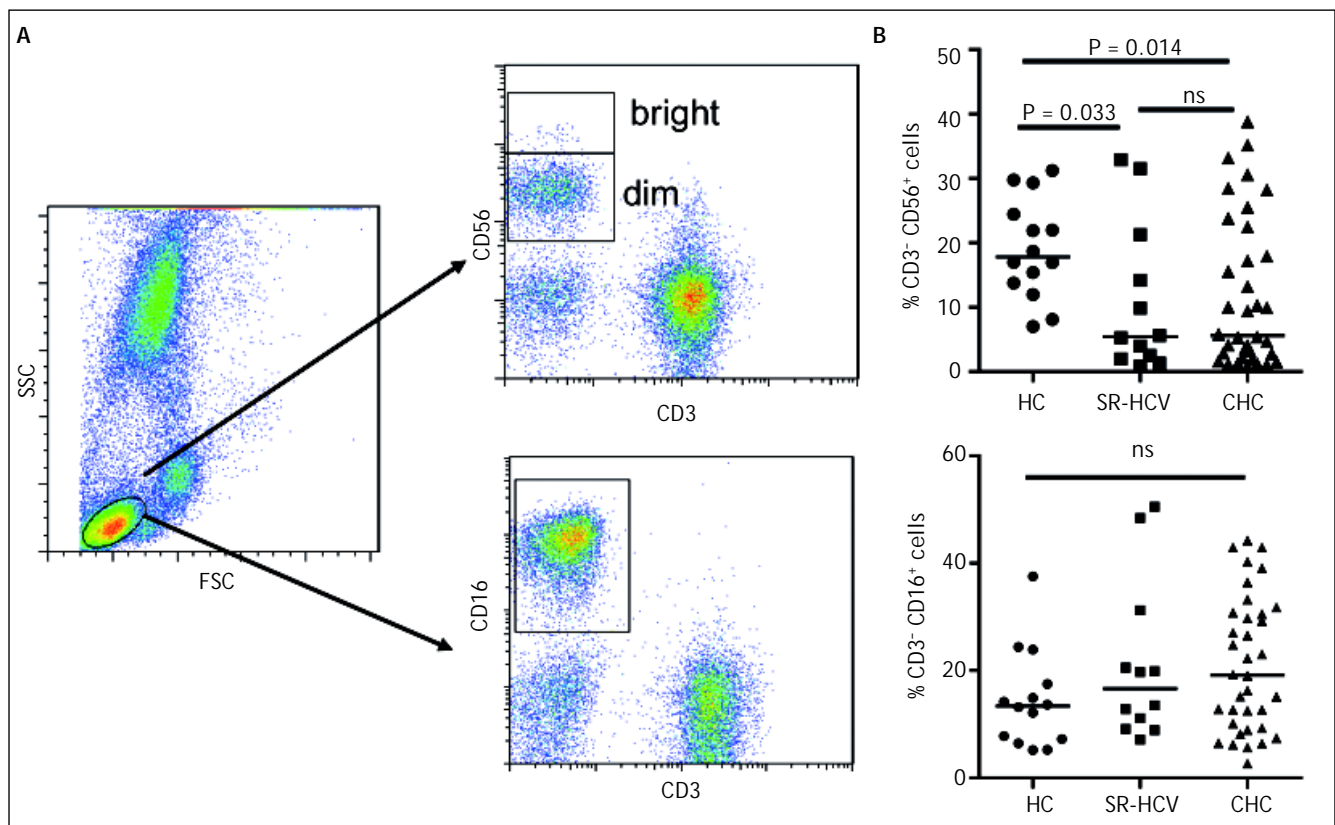 A
SSC
FSC
CD56
bright
dim
CD3
CD16
CD3
B
% CD3⁻ CD56⁺ cells
50
40
30
20
10
0
P = 0.014
P = 0.033
ns
HC SR-HCV CHC
% CD3⁻ CD16⁺ cells
60
40
20
0
ns
HC SR-HCV CHC